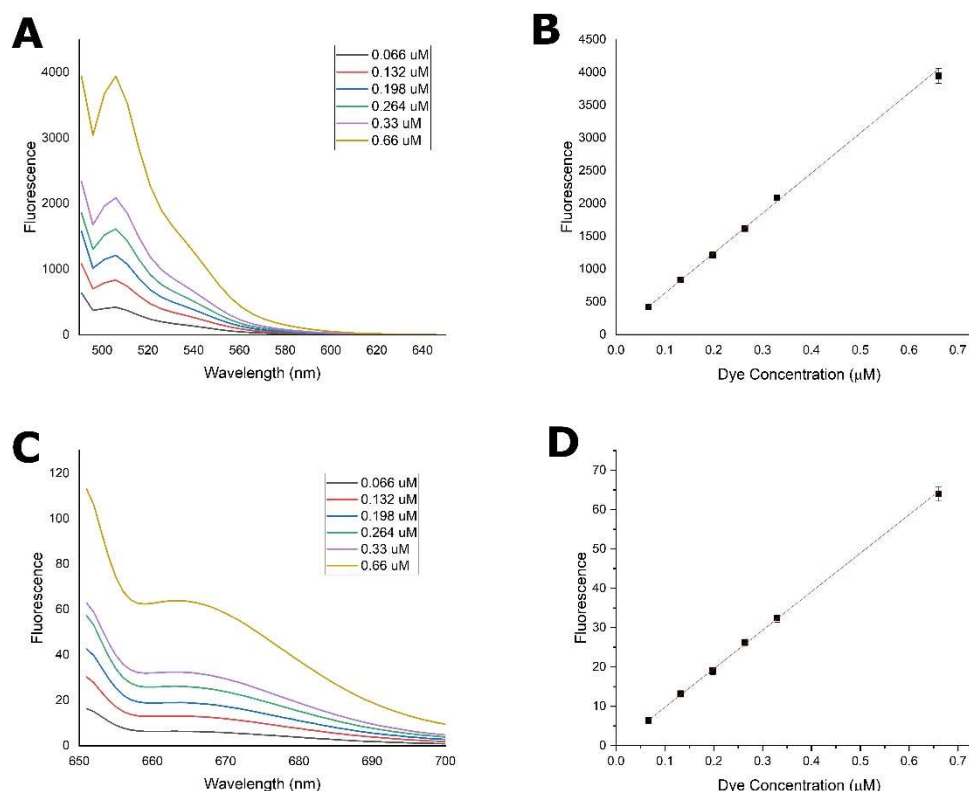 A
0.066 uM
0.132 uM
0.198 uM
0.264 uM
0.33 uM
0.66 uM
4000
3000
2000
1000
0
Fluorescence
500 520 540 560 580 600 620 640
Wavelength (nm)
B
4500
4000
3500
3000
2500
2000
1500
1000
500
0
Fluorescence
0.0 0.1 0.2 0.3 0.4 0.5 0.6 0.7
Dye Concentration (μM)
C
0.066 uM
0.132 uM
0.198 uM
0.264 uM
0.33 uM
0.66 uM
120
100
80
60
40
20
0
Fluorescence
650 660 670 680 690 700
Wavelength (nm)
D
70
60
50
40
30
20
10
0
Fluorescence
0.0 0.1 0.2 0.3 0.4 0.5 0.6 0.7
Dye Concentration (μM)